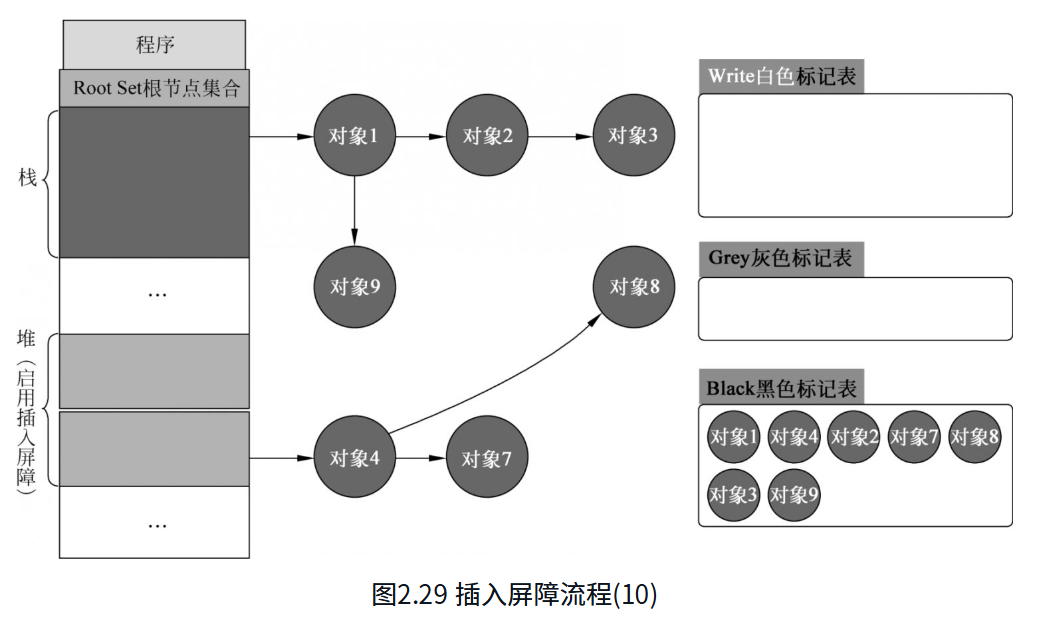 程序
Root Set根节点集合
栈
…
堆（启用插入屏障）
…
对象1
对象2
对象3
对象9
对象8
对象4
对象7
Write白色标记表
Grey灰色标记表
Black黑色标记表
对象1 对象4 对象2 对象7 对象8
对象3 对象9
图2.29 插入屏障流程(10)